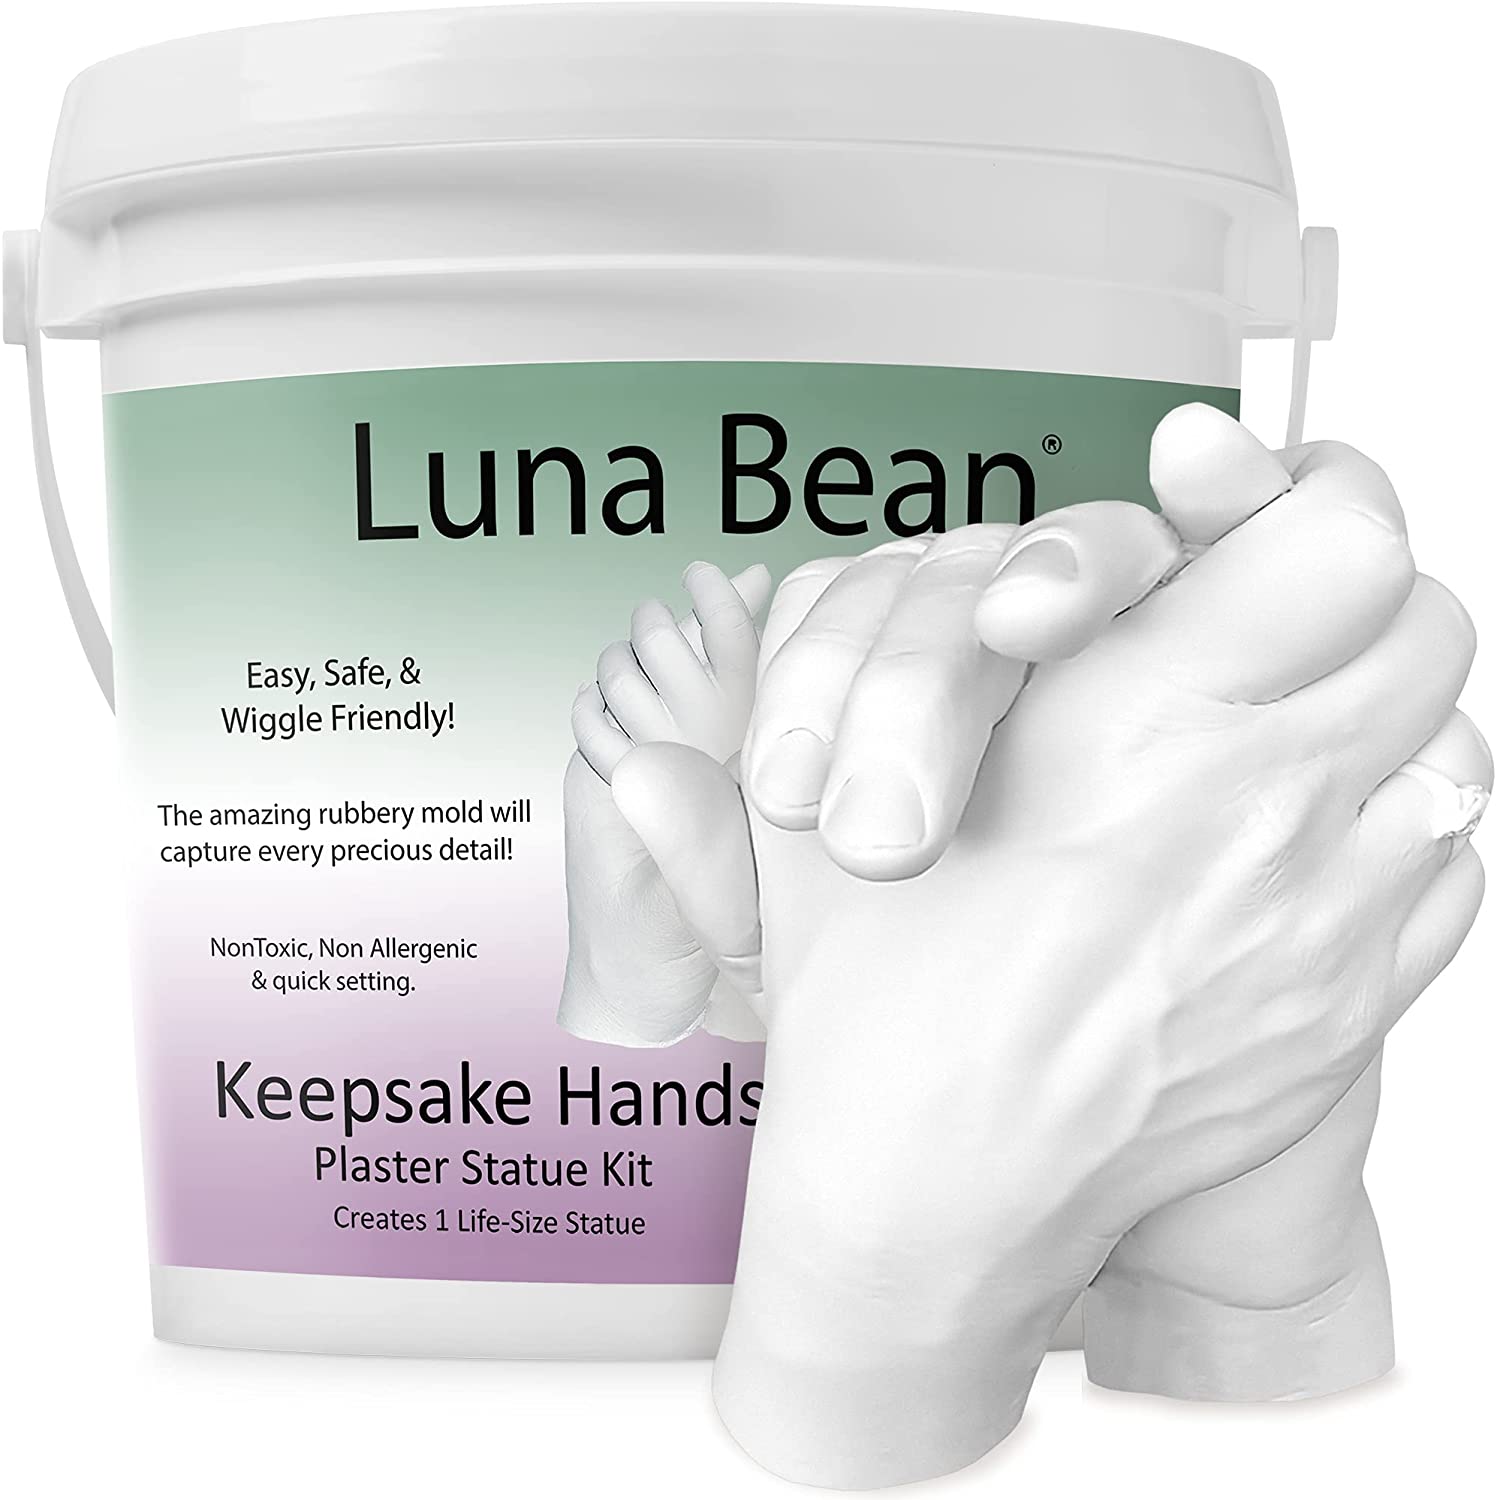 Luna Bean®
Easy, Safe, &
Wiggle Friendly!
The amazing rubbery mold will
capture every precious detail!
NonToxic, Non Allergenic
& quick setting.
Keepsake Hands
Plaster Statue Kit
Creates 1 Life-Size Statue